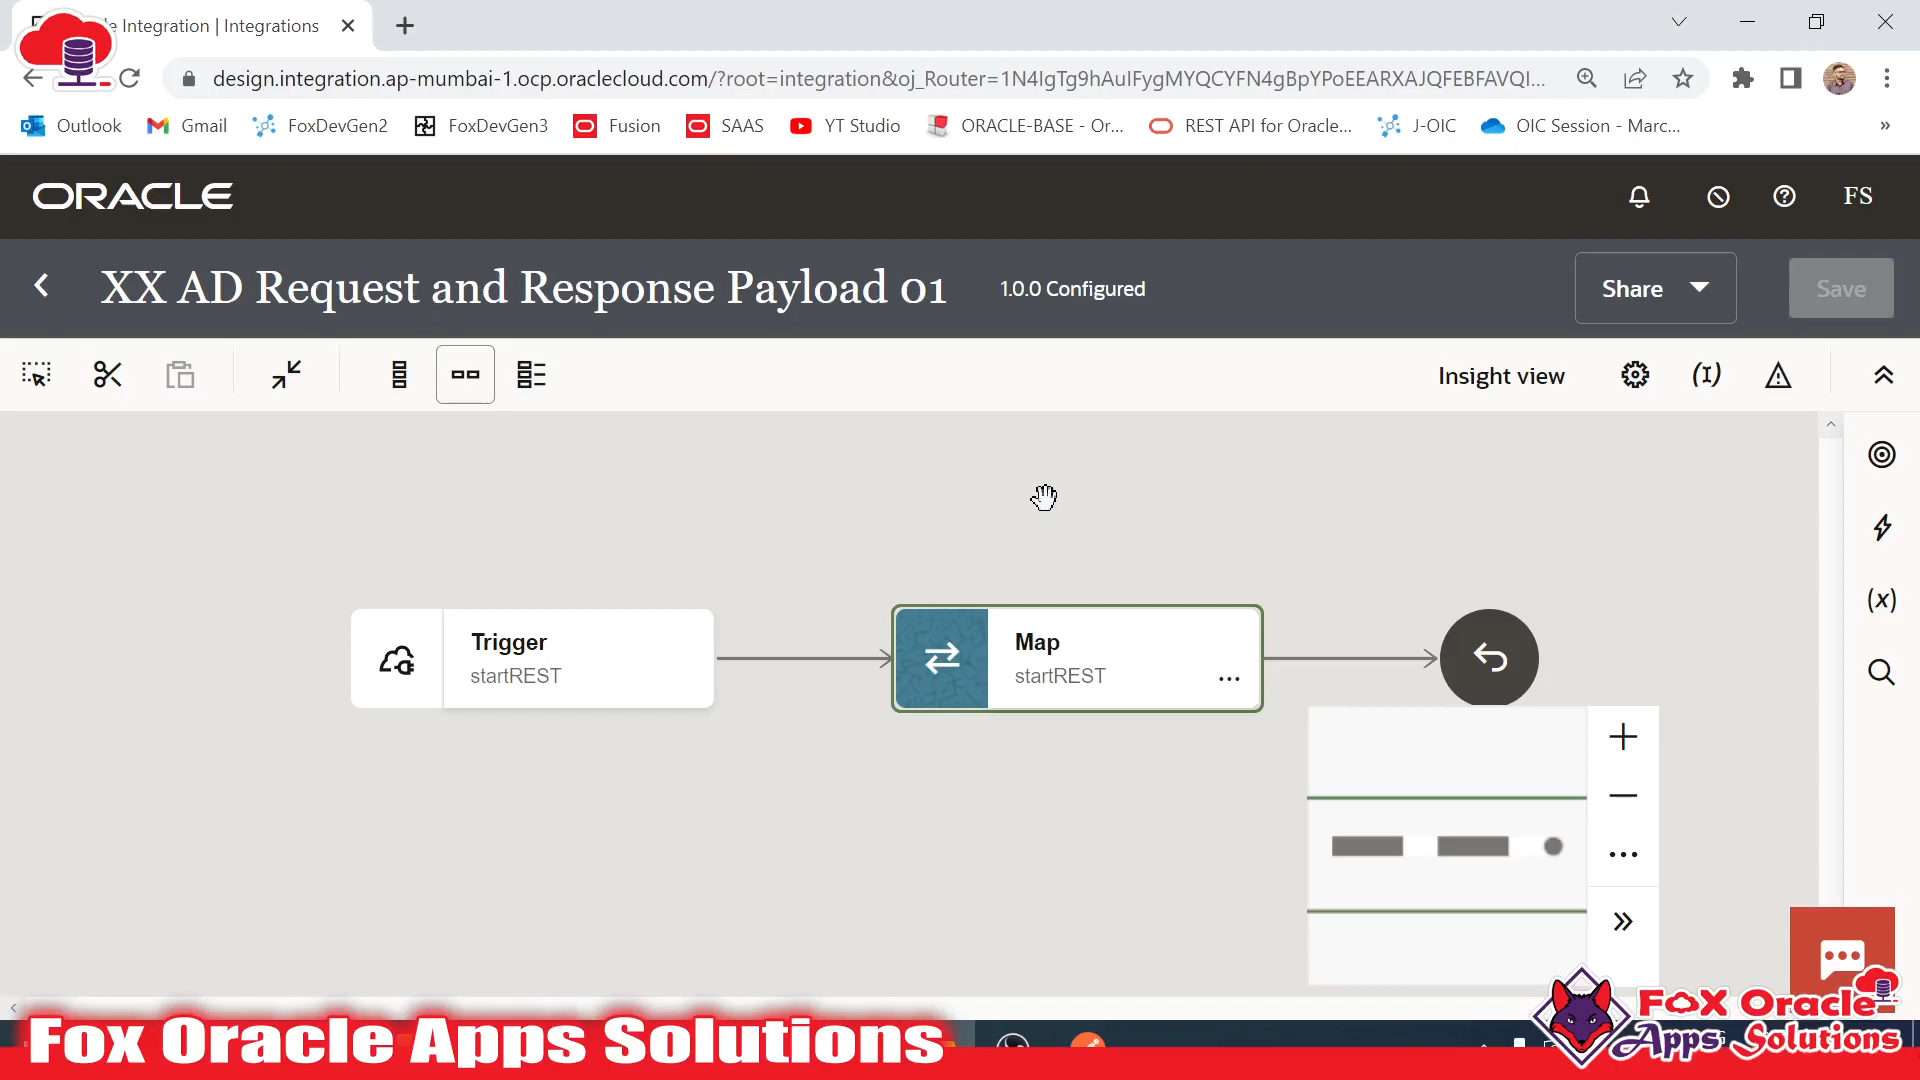 Integration | Integrations
design.integration.ap-mumbai-1.ocp.oraclecloud.com/?root=integration&oj_Router=1N4IgTg9hAuIFygMYQCYFN4gBpYPoEEARXAJQFEBFAVQI...
Outlook
Gmail
FoxDevGen2
FoxDevGen3
Fusion
SAAS
YT Studio
ORACLE-BASE - Or...
REST API for Oracle...
J-OIC
OIC Session - Marc...
»
ORACLE
FS
XX AD Request and Response Payload 01
1.0.0 Configured
Share
Save
Insight view
(x)
Trigger
startREST
Map
startREST
...
Fox Oracle Apps Solutions
FOX Oracle
Apps Solutions